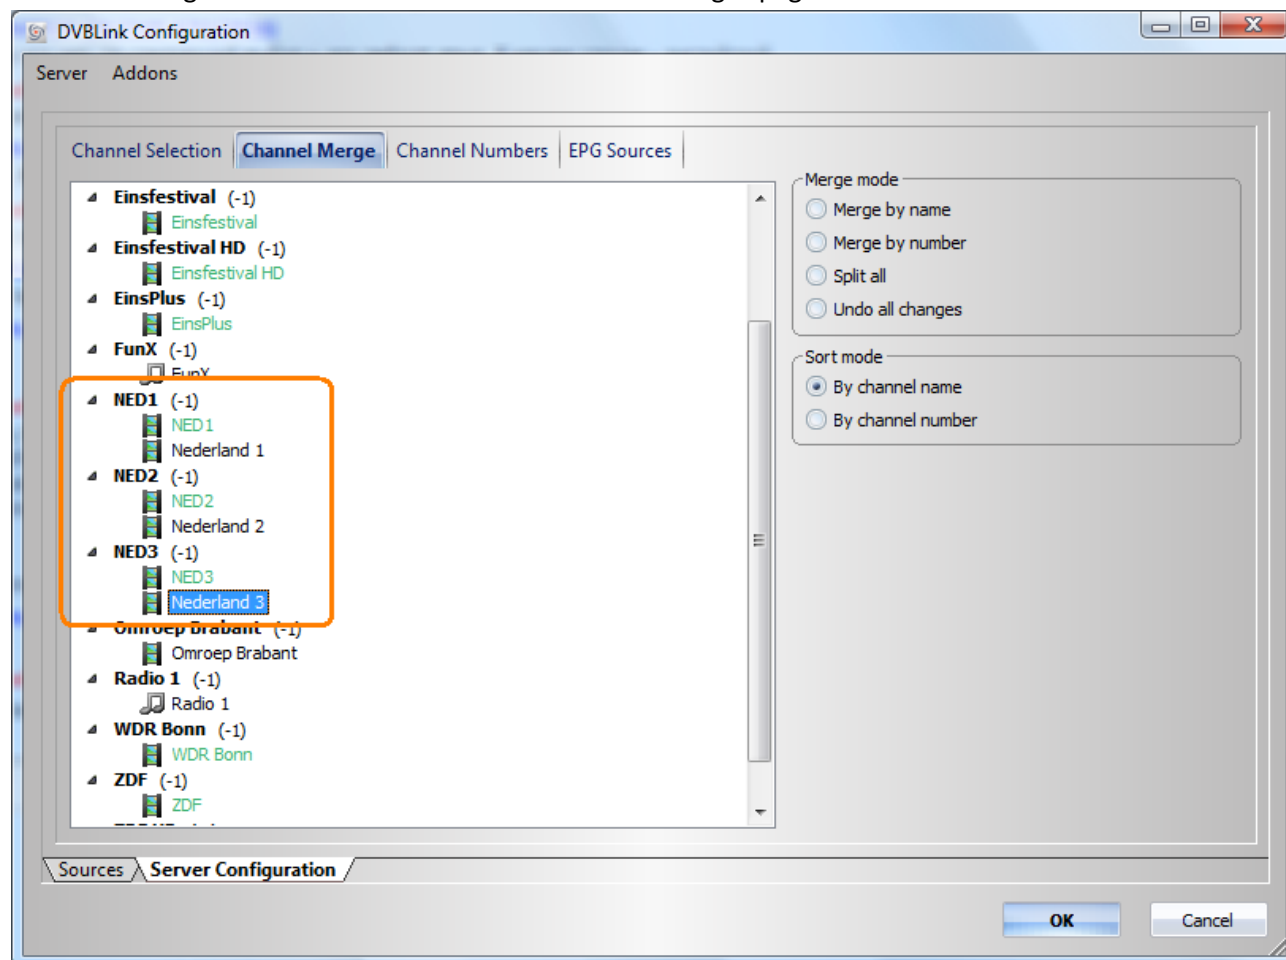 DVBLink Configuration
Server Addons
Channel Selection Channel Merge Channel Numbers EPG Sources
Einsfestival (-1)
Einsfestival
Einsfestival HD (-1)
Einsfestival HD
EinsPlus (-1)
EinsPlus
FunX (-1)
FunX
NED1 (-1)
NED1
Nederland 1
NED2 (-1)
NED2
Nederland 2
NED3 (-1)
NED3
Nederland 3
Omroep Brabant (-1)
Omroep Brabant
Radio 1 (-1)
Radio 1
WDR Bonn (-1)
WDR Bonn
ZDF (-1)
ZDF
Merge mode
Merge by name
Merge by number
Split all
Undo all changes
Sort mode
By channel name
By channel number
Sources Server Configuration
OK Cancel